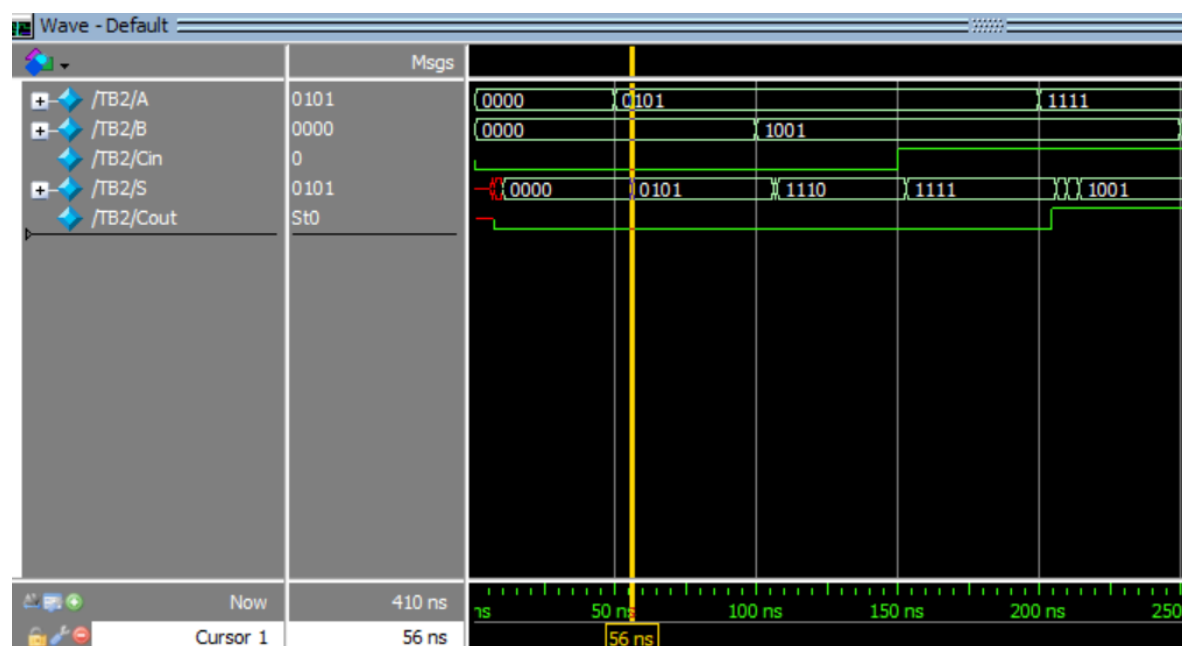 Wave - Default
Msgs
/TB2/A 0101 0000 0101 1111
/TB2/B 0000 0000 1001
/TB2/Cin 0
/TB2/S 0101 0000 0101 1110 1111 1001
/TB2/Cout St0
Now 410 ns ns 50 ns 100 ns 150 ns 200 ns 250
Cursor 1 56 ns 56 ns